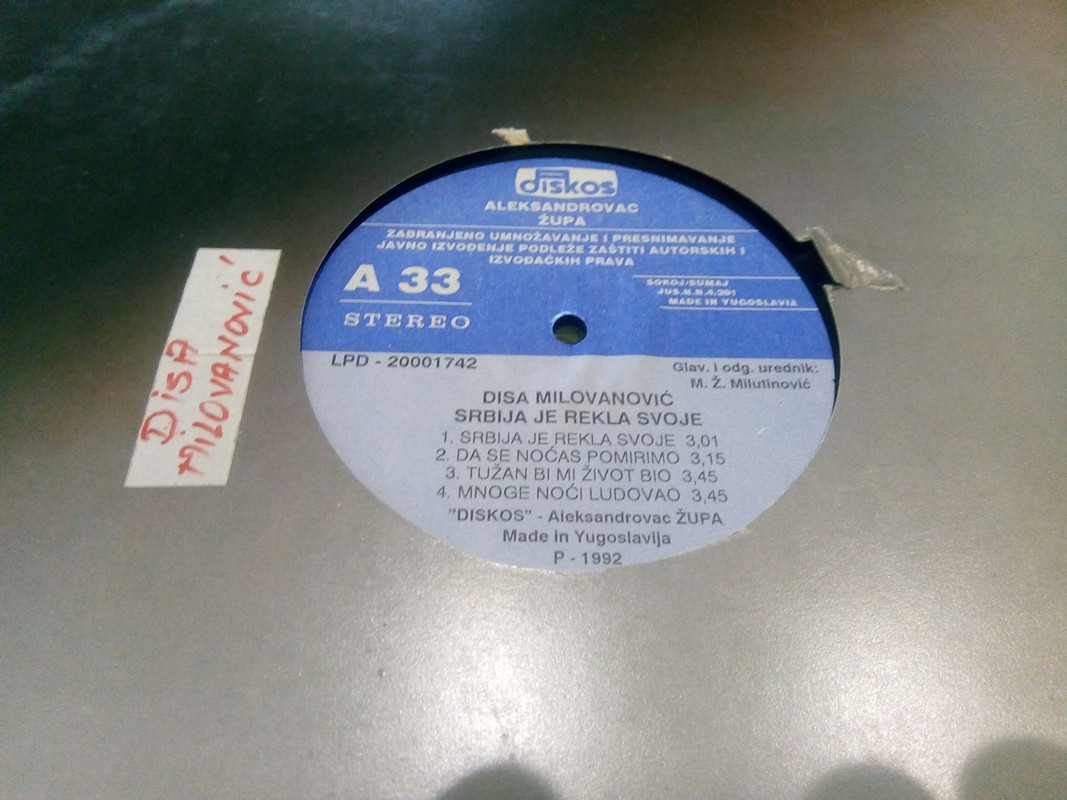 DisA
MiLOVANOVić
diskos
ALEKSANDROVAC
ŽUPA
ZABRANJENO UMNOŽAVANJE I PRESNIMAVANJE
JAVNO IZVOĐENJE PODLEŽE ZAŠTITI AUTORSKIH I
IZVOĐAČKIH PRAVA
A 33
STEREO
SOKOJ/SUMAJ
JUS.N.N.4.201
MADE IN YUGOSLAVIA
LPD - 20001742
Glav. i odg. urednik:
M. Ž. Milutinović
DISA MILOVANOVIĆ
SRBIJA JE REKLA SVOJE
1. SRBIJA JE REKLA SVOJE 3,01
2. DA SE NOĆAS POMIRIMO 3,15
3. TUŽAN BI MI ŽIVOT BIO 3,45
4. MNOGE NOĆI LUDOVAO 3,45
"DISKOS" - Aleksandrovac ŽUPA
Made in Yugoslavija
P - 1992